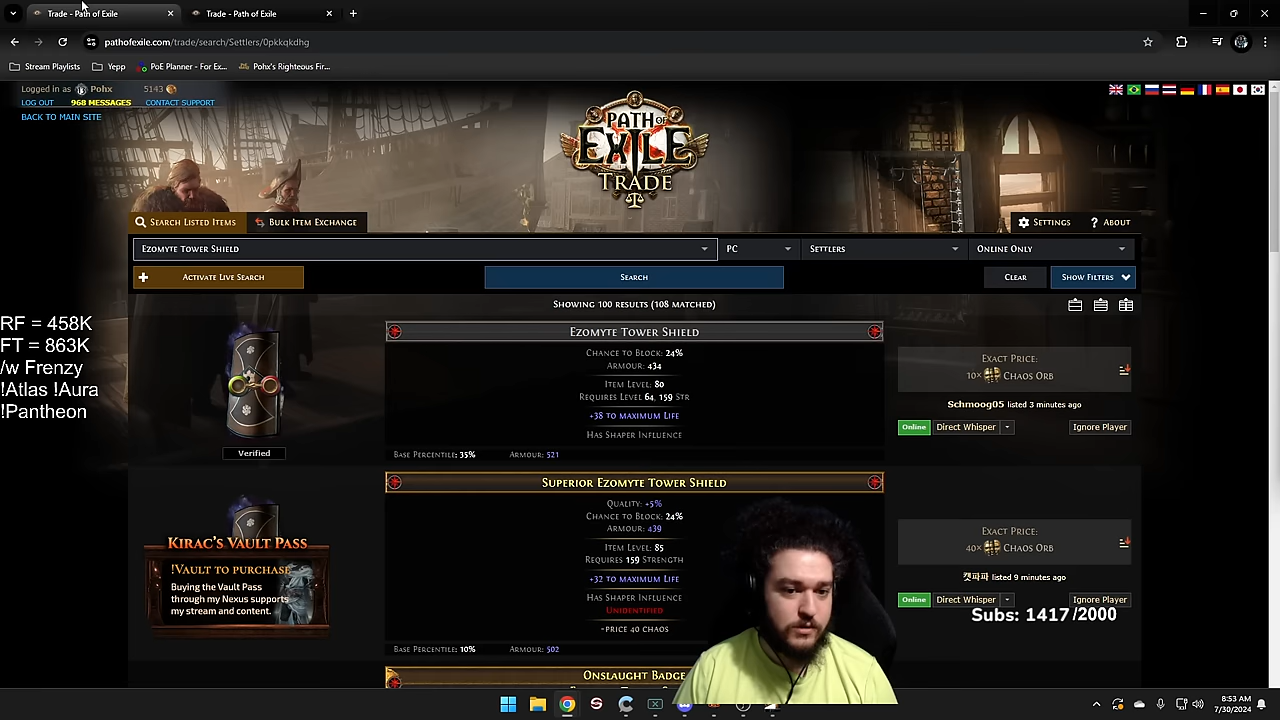 Trade - Path of Exile
Trade - Path of Exile
pathofexile.com/trade/search/Settlers/0pkkqkdhg
Stream Playlists
Yepp
PoE Planner - For Ex...
Pohx's Righteous Fir...
Logged in as Pohx 5143
LOG OUT 968 MESSAGES CONTACT SUPPORT
BACK TO MAIN SITE
PATH OF
EXILE
TRADE
SEARCH LISTED ITEMS
BULK ITEM EXCHANGE
SETTINGS
? ABOUT
EZOMYTE TOWER SHIELD
PC
SETTLERS
ONLINE ONLY
ACTIVATE LIVE SEARCH
SEARCH
CLEAR
SHOW FILTERS
SHOWING 100 RESULTS (108 MATCHED)
RF = 458K
FT = 863K
/w Frenzy
!Atlas !Aura
!Pantheon
Verified
EZOMYTE TOWER SHIELD
CHANCE TO BLOCK: 24%
ARMOUR: 434
ITEM LEVEL: 80
REQUIRES LEVEL 64, 159 STR
+38 TO MAXIMUM LIFE
HAS SHAPER INFLUENCE
BASE PERCENTILE: 35% ARMOUR: 521
EXACT PRICE:
10× CHAOS ORB
Schmoog05 listed 3 minutes ago
Online Direct Whisper Ignore Player
SUPERIOR EZOMYTE TOWER SHIELD
QUALITY: +5%
CHANCE TO BLOCK: 24%
ARMOUR: 439
ITEM LEVEL: 85
REQUIRES 159 STRENGTH
+32 TO MAXIMUM LIFE
HAS SHAPER INFLUENCE
UNIDENTIFIED
~PRICE 40 CHAOS
BASE PERCENTILE: 10% ARMOUR: 502
EXACT PRICE:
40× CHAOS ORB
캣파파 listed 9 minutes ago
Online Direct Whisper Ignore Player
Subs: 1417/2000
KIRAC'S VAULT PASS
!VAULT TO PURCHASE
Buying the Vault Pass
through my Nexus supports
my stream and content.
ONSLAUGHT BADGE
8:53 AM
7/30/2024